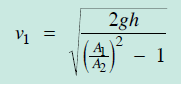 v₁ = √(2gh / ((A₁/A₂)² − 1))